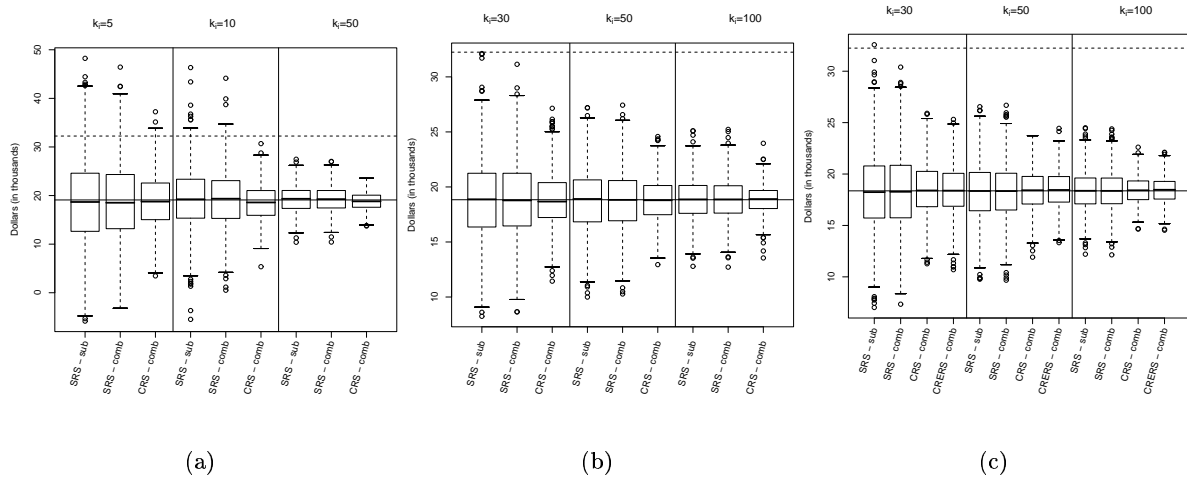 k_i=5 k_i=10 k_i=50
Dollars (in thousands)
50
40
30
20
10
0
SRS − sub
SRS − comb
CRS − comb
SRS − sub
SRS − comb
CRS − comb
SRS − sub
SRS − comb
CRS − comb
(a)
k_i=30 k_i=50 k_i=100
Dollars (in thousands)
30
25
20
15
10
SRS − sub
SRS − comb
CRS − comb
SRS − sub
SRS − comb
CRS − comb
SRS − sub
SRS − comb
CRS − comb
(b)
k_i=30 k_i=50 k_i=100
Dollars (in thousands)
30
25
20
15
10
SRS − sub
SRS − comb
CRS − comb
CRERS − comb
SRS − sub
SRS − comb
CRS − comb
CRERS − comb
SRS − sub
SRS − comb
CRS − comb
CRERS − comb
(c)